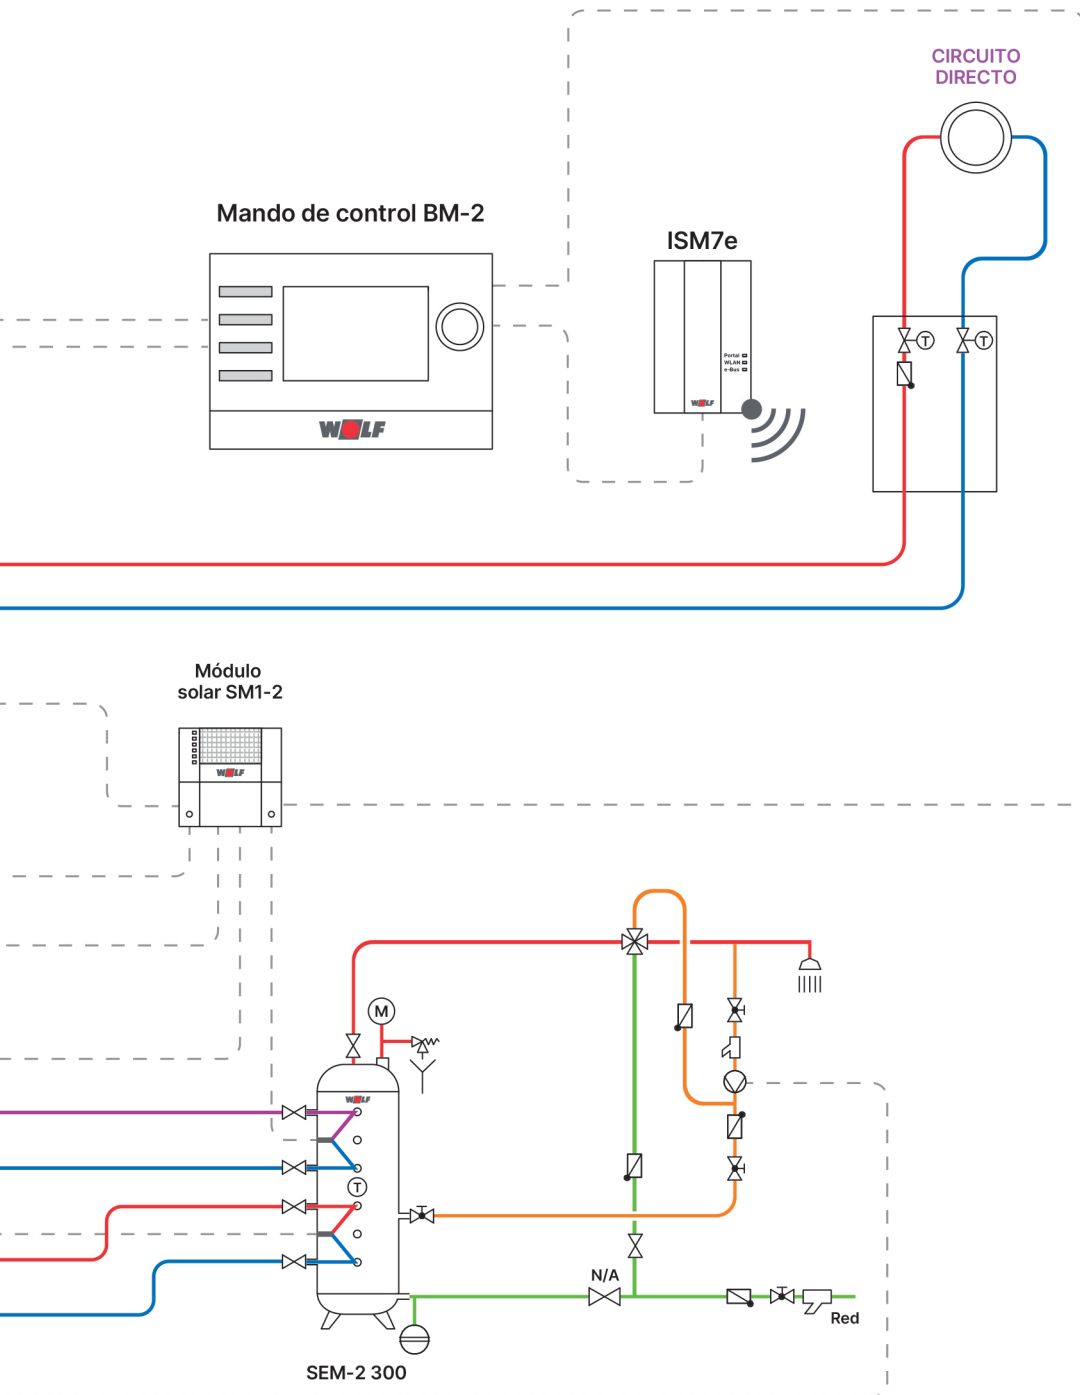 CIRCUITO
DIRECTO
Mando de control BM-2
ISM7e
T
T
Portal
WLAN
e-Bus
WOLF
WOLF
Módulo
solar SM1-2
WOLF
M
WOLF
T
N/A
Red
SEM-2 300